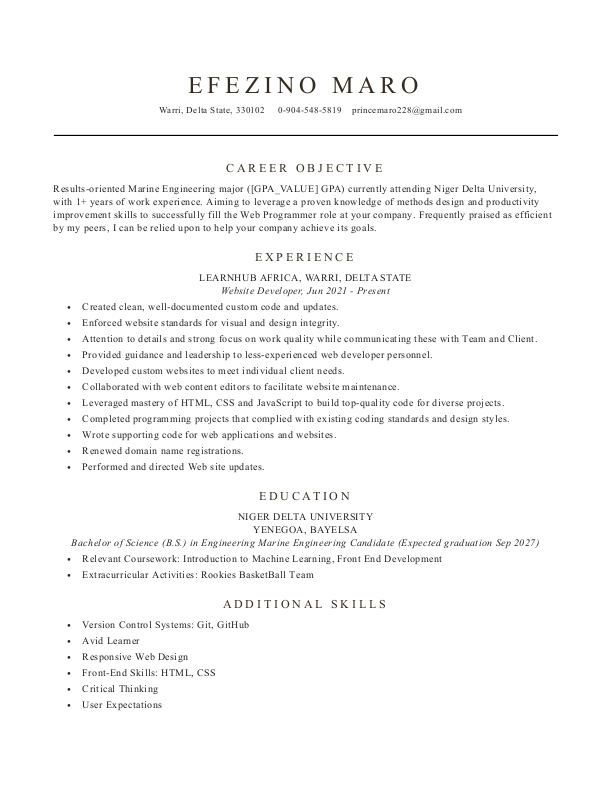 EFEZINO MARO
Warri, Delta State, 330102 0-904-548-5819 princemaro228@gmail.com
CAREER OBJECTIVE
Results-oriented Marine Engineering major ([GPA_VALUE] GPA) currently attending Niger Delta University,
with 1+ years of work experience. Aiming to leverage a proven knowledge of methods design and productivity
improvement skills to successfully fill the Web Programmer role at your company. Frequently praised as efficient
by my peers, I can be relied upon to help your company achieve its goals.
EXPERIENCE
LEARNHUB AFRICA, WARRI, DELTA STATE
Website Developer, Jun 2021 - Present
• Created clean, well-documented custom code and updates.
• Enforced website standards for visual and design integrity.
• Attention to details and strong focus on work quality while communicating these with Team and Client.
• Provided guidance and leadership to less-experienced web developer personnel.
• Developed custom websites to meet individual client needs.
• Collaborated with web content editors to facilitate website maintenance.
• Leveraged mastery of HTML, CSS and JavaScript to build top-quality code for diverse projects.
• Completed programming projects that complied with existing coding standards and design styles.
• Wrote supporting code for web applications and websites.
• Renewed domain name registrations.
• Performed and directed Web site updates.
EDUCATION
NIGER DELTA UNIVERSITY
YENEGOA, BAYELSA
Bachelor of Science (B.S.) in Engineering Marine Engineering Candidate (Expected graduation Sep 2027)
• Relevant Coursework: Introduction to Machine Learning, Front End Development
• Extracurricular Activities: Rookies BasketBall Team
ADDITIONAL SKILLS
• Version Control Systems: Git, GitHub
• Avid Learner
• Responsive Web Design
• Front-End Skills: HTML, CSS
• Critical Thinking
• User Expectations